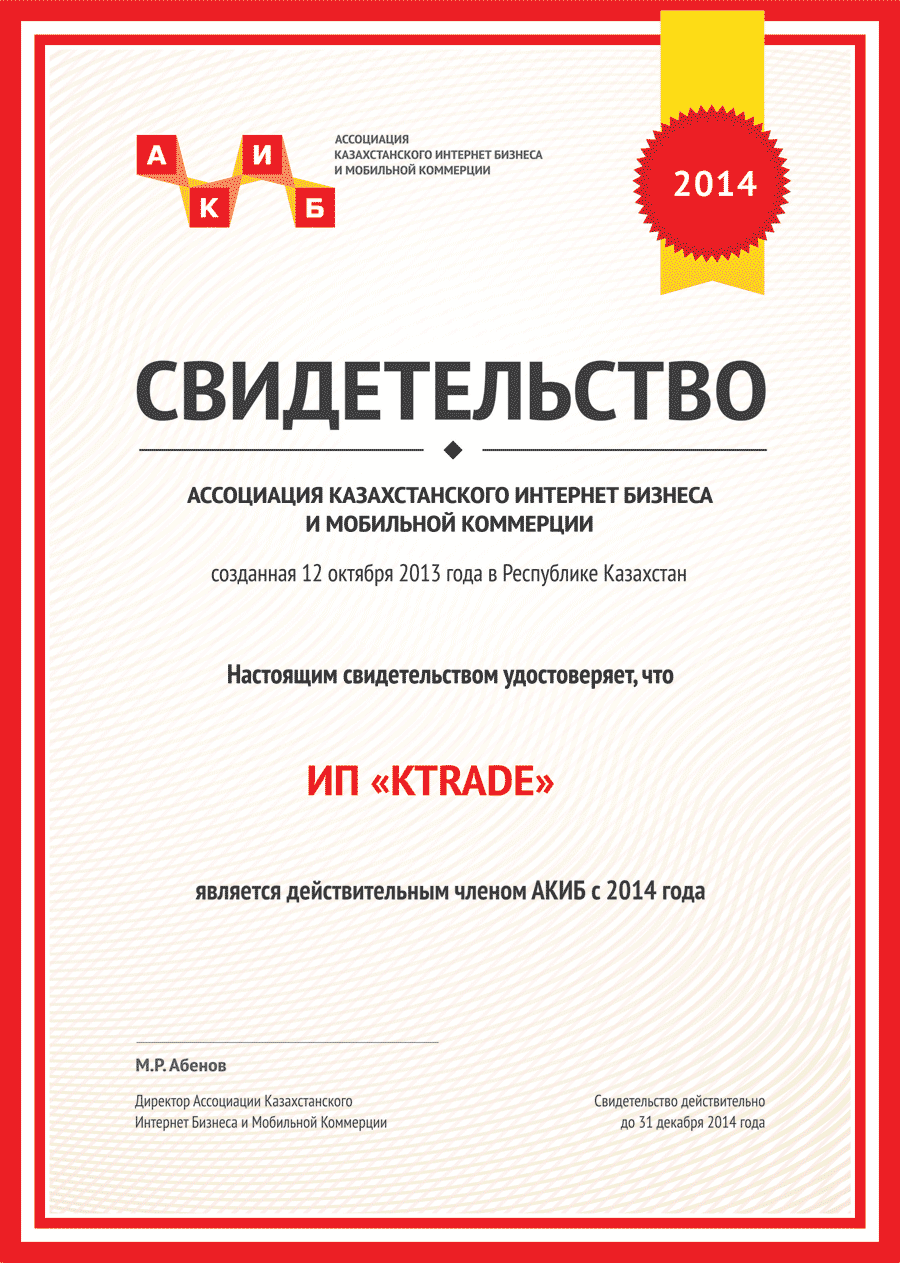 А И
К Б
АССОЦИАЦИЯ
КАЗАХСТАНСКОГО ИНТЕРНЕТ БИЗНЕСА
И МОБИЛЬНОЙ КОММЕРЦИИ
2014
СВИДЕТЕЛЬСТВО
АССОЦИАЦИЯ КАЗАХСТАНСКОГО ИНТЕРНЕТ БИЗНЕСА
И МОБИЛЬНОЙ КОММЕРЦИИ
созданная 12 октября 2013 года в Республике Казахстан
Настоящим свидетельством удостоверяет, что
ИП «KTRADE»
является действительным членом АКИБ с 2014 года
М.Р. Абенов
Директор Ассоциации Казахстанского
Интернет Бизнеса и Мобильной Коммерции
Свидетельство действительно
до 31 декабря 2014 года